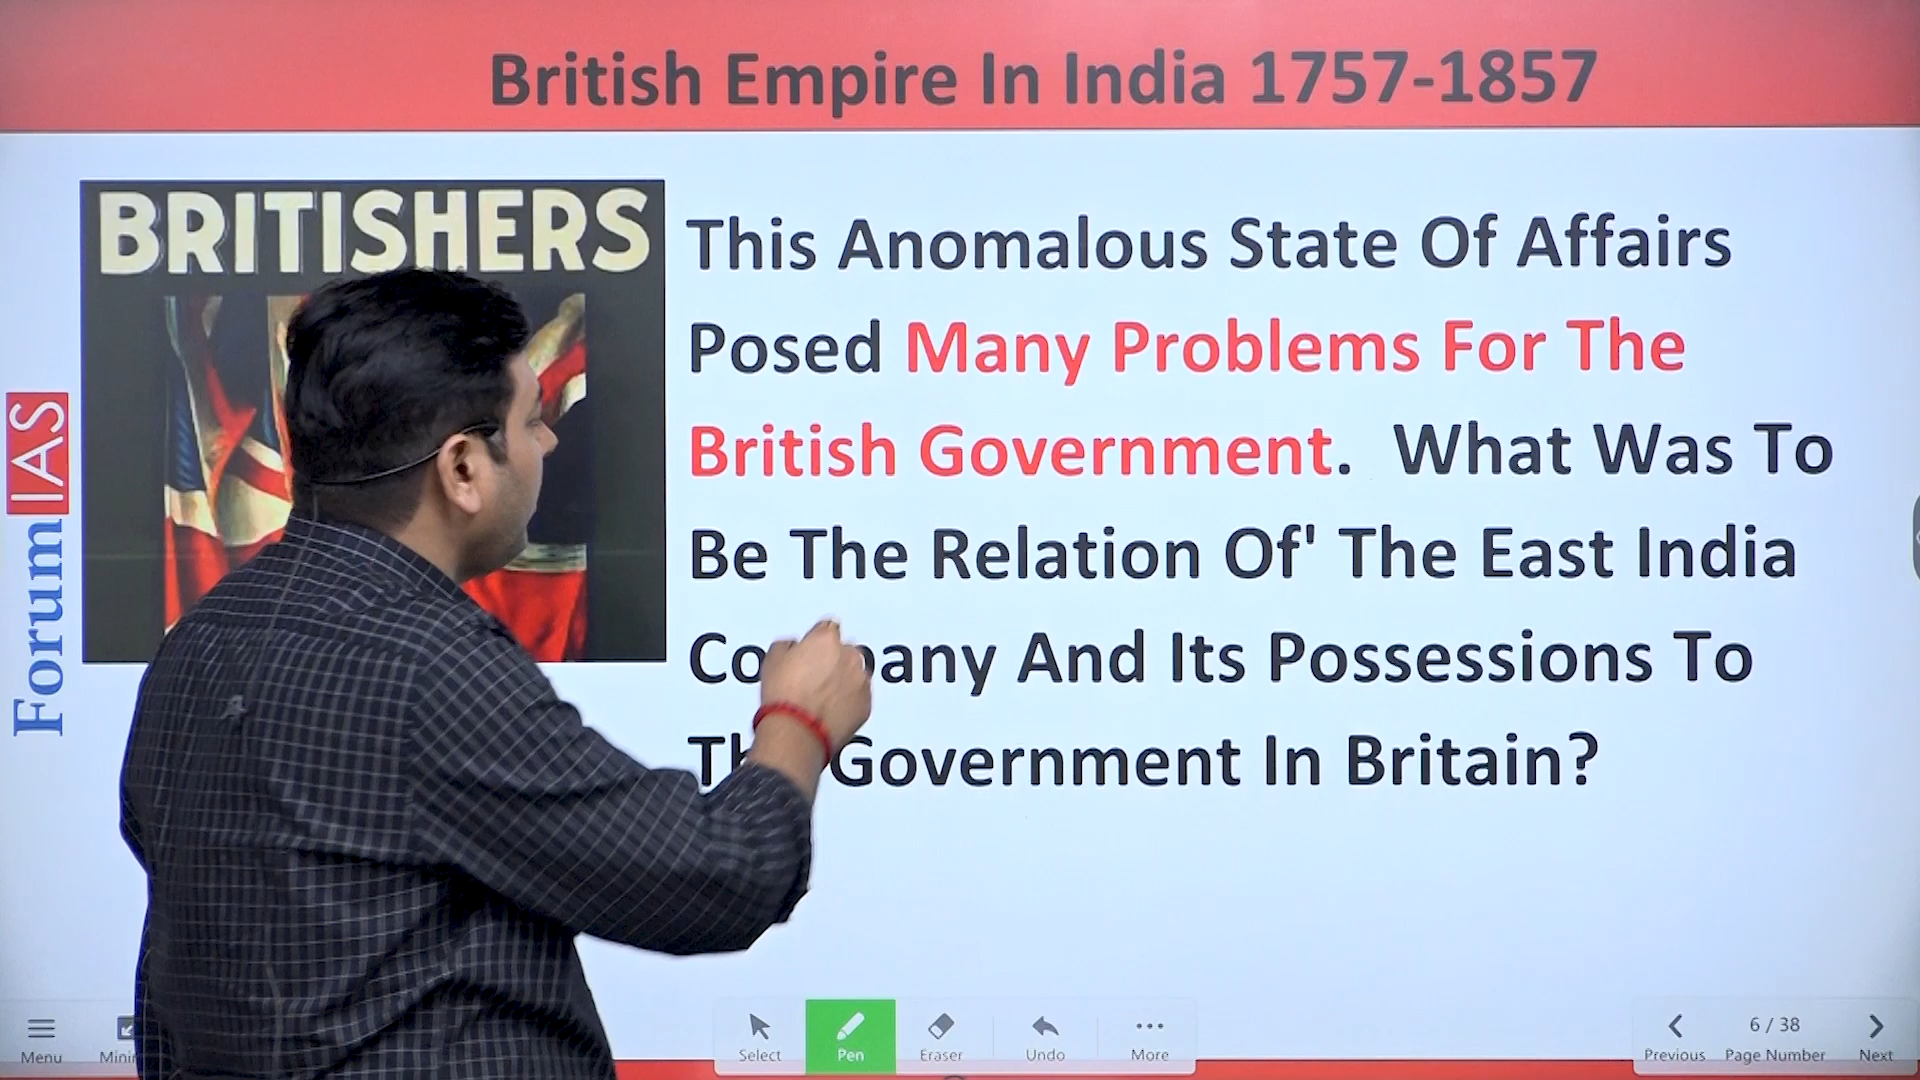 British Empire In India 1757-1857
BRITISHERS
This Anomalous State Of Affairs
Posed Many Problems For The
British Government. What Was To
Be The Relation Of' The East India
And Its Possessions To
Government In Britain?
ForumIAS
Menu
Select
Pen
Eraser
Undo
More
6 / 38
Previous
Page Number
Next